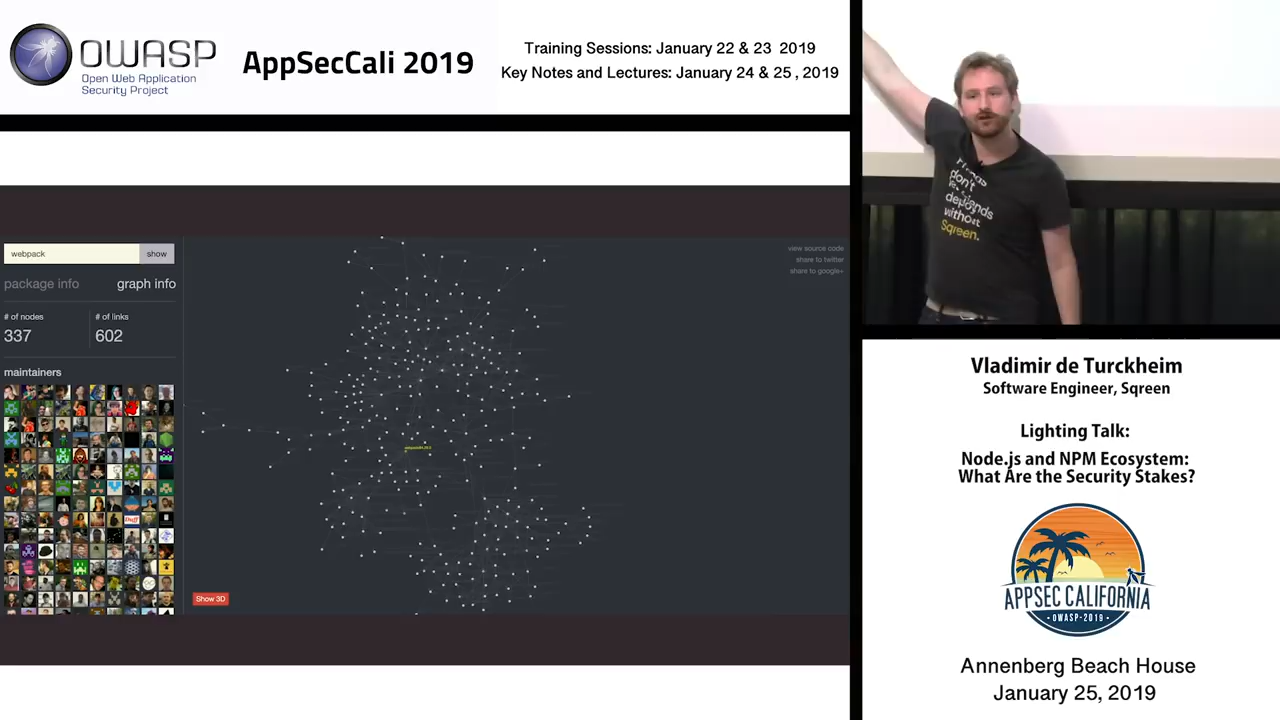 OWASP
Open Web Application
Security Project
AppSecCali 2019
Training Sessions: January 22 & 23 2019
Key Notes and Lectures: January 24 & 25, 2019
webpack
show
package info
graph info
# of nodes
# of links
337
602
maintainers
view source code
share to twitter
share to google+
Show 3D
don't
without
Sqreen.
Vladimir de Turckheim
Software Engineer, Sqreen
Lighting Talk:
Node.js and NPM Ecosystem:
What Are the Security Stakes?
APPSEC CALIFORNIA
• OWASP-2019 •
Annenberg Beach House
January 25, 2019